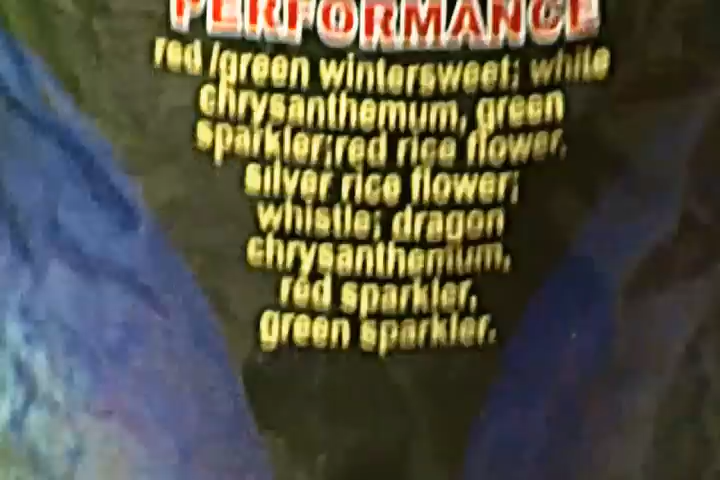 PERFORMANCE
red /green wintersweet; white
chrysanthemum, green
sparkler;red rice flower,
silver rice flower;
whistle; dragon
chrysanthemum,
red sparkler,
green sparkler.